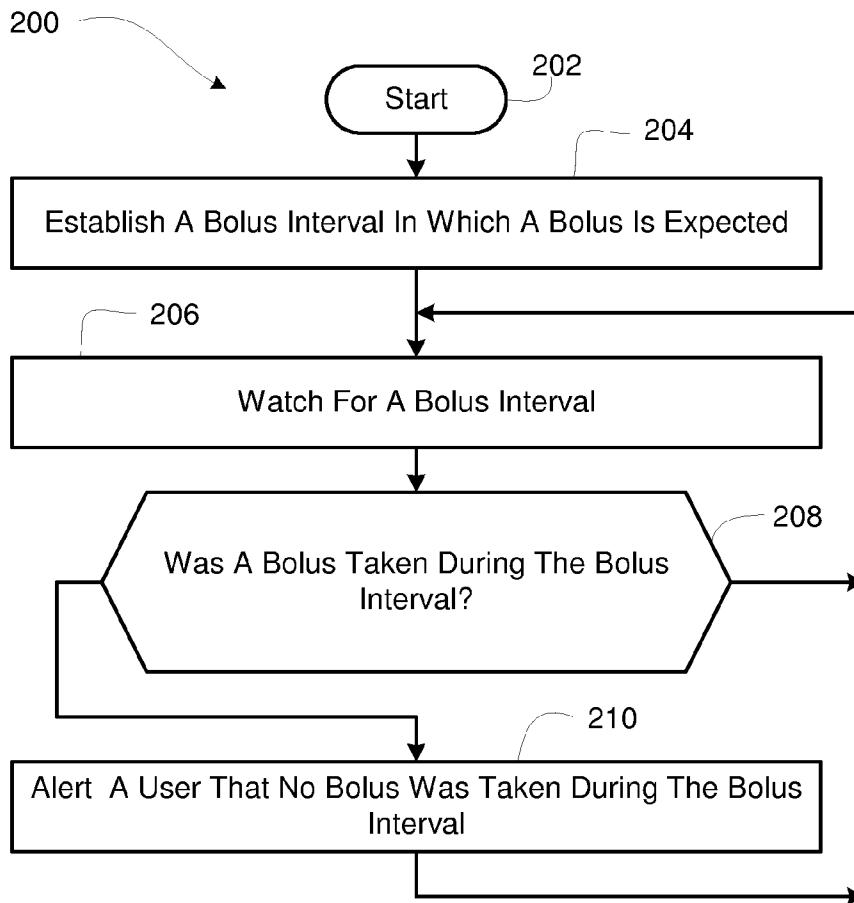 200
202
Start
204
Establish A Bolus Interval In Which A Bolus Is Expected
206
Watch For A Bolus Interval
208
Was A Bolus Taken During The Bolus
Interval?
210
Alert A User That No Bolus Was Taken During The Bolus
Interval